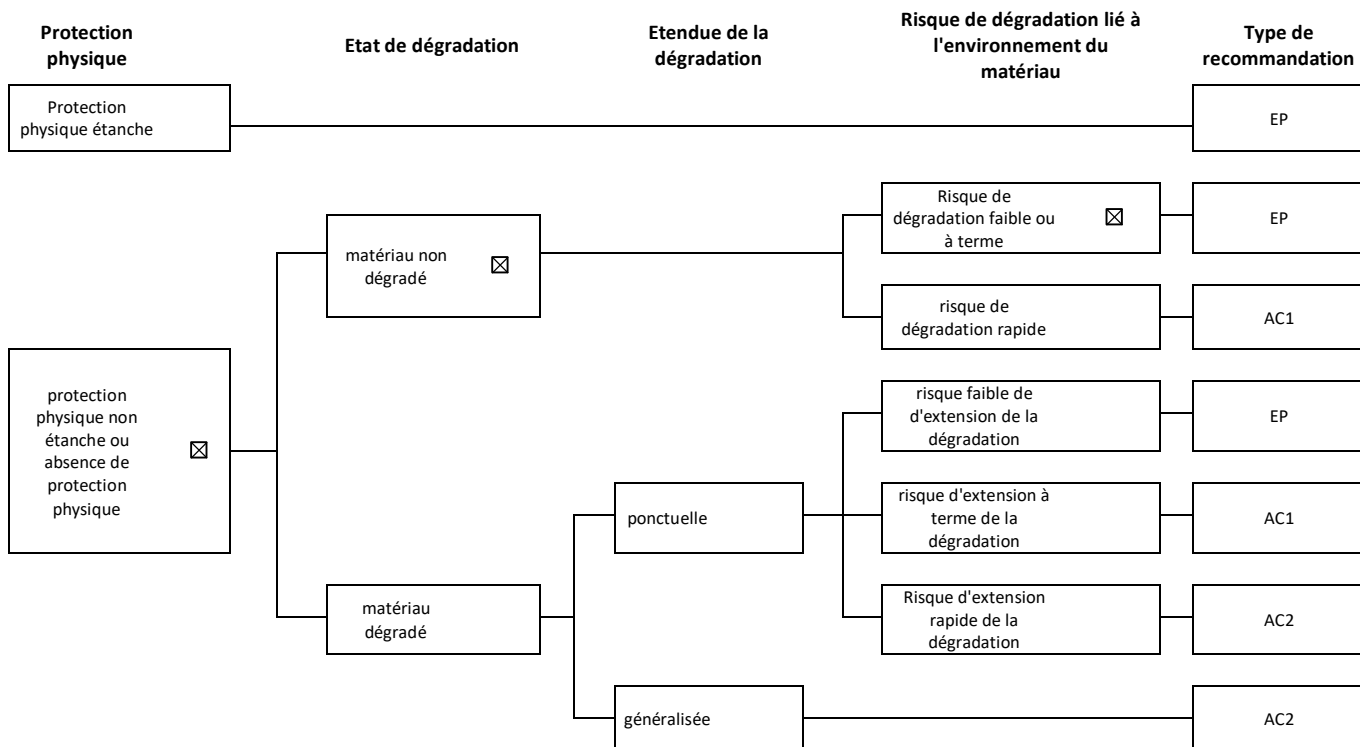 Protection
physique
Etat de dégradation
Etendue de la
dégradation
Risque de dégradation lié à
l'environnement du
matériau
Type de
recommandation
Protection
physique étanche
EP
matériau non
dégradé
Risque de
dégradation faible ou
à terme
EP
risque de
dégradation rapide
AC1
protection
physique non
étanche ou
absence de
protection
physique
risque faible de
d'extension de la
dégradation
EP
ponctuelle
risque d'extension à
terme de la
dégradation
AC1
matériau
dégradé
Risque d'extension
rapide de la
dégradation
AC2
généralisée
AC2